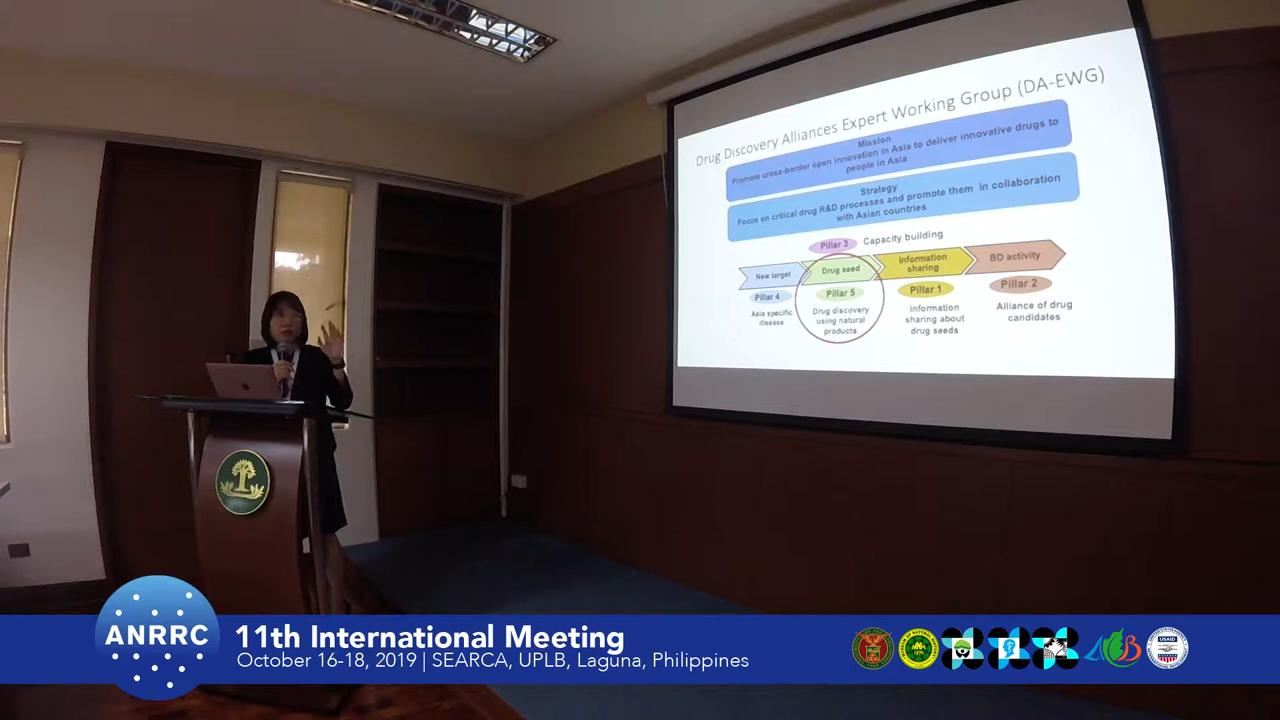 Drug Discovery Alliances Expert Working Group (DA-EWG)
Mission
Promote cross-border open innovation in Asia to deliver innovative drugs to
people in Asia
Strategy
Focus on critical drug R&D processes and promote them in collaboration
with Asian countries
Pillar 3 Capacity building
New target
Drug seed
Information
sharing
BD activity
Pillar 4
Pillar 5
Pillar 1
Pillar 2
Asia specific
disease
Drug discovery
using natural
products
Information
sharing about
drug seeds
Alliance of drug
candidates
ANRRC
11th International Meeting
October 16-18, 2019 | SEARCA, UPLB, Laguna, Philippines
USAID